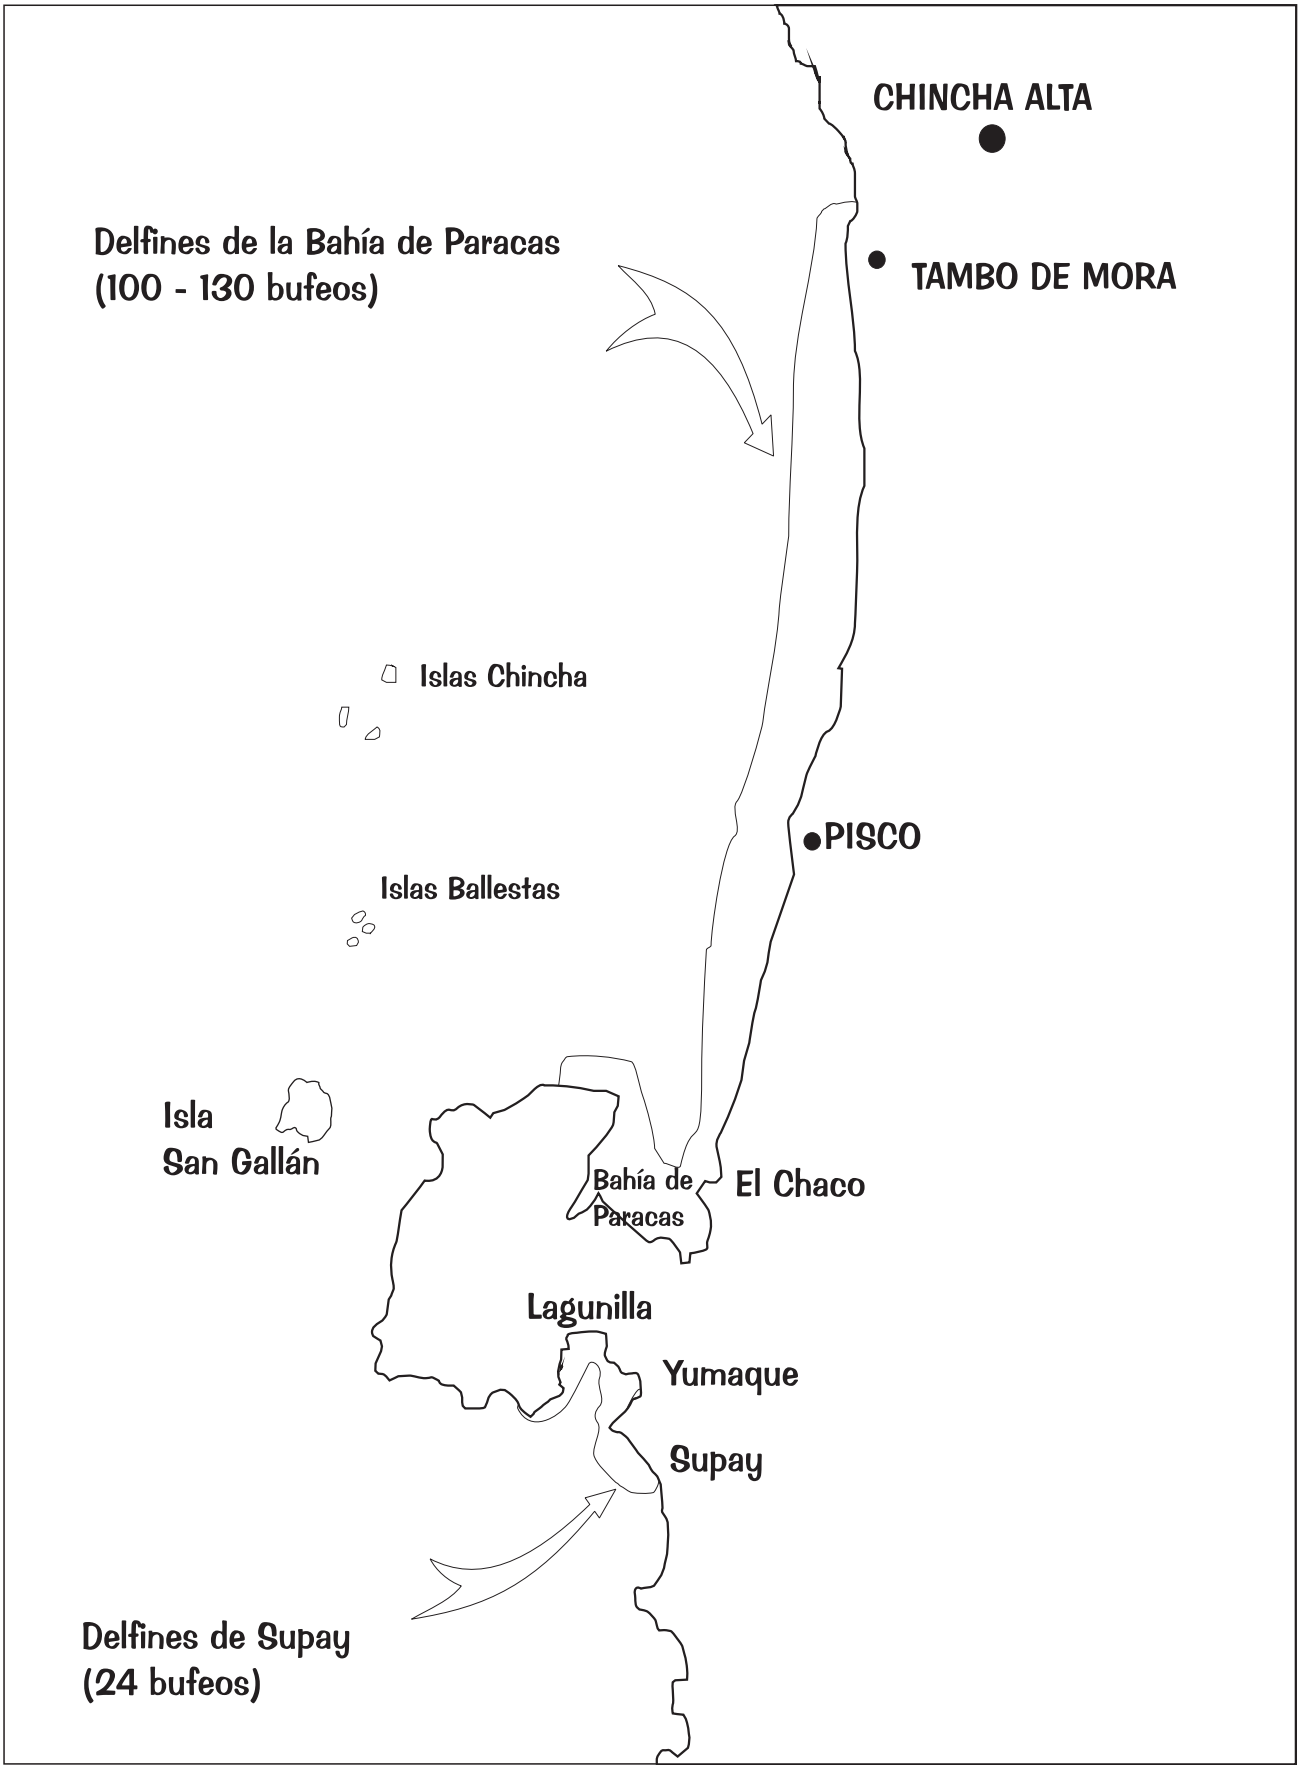 CHINCHA ALTA
Delfines de la Bahía de Paracas
(100 - 130 bufeos)
TAMBO DE MORA
Islas Chincha
PISCO
Islas Ballestas
Isla
San Gallán
Bahía de
Paracas
El Chaco
Lagunilla
Yumaque
Supay
Delfines de Supay
(24 bufeos)